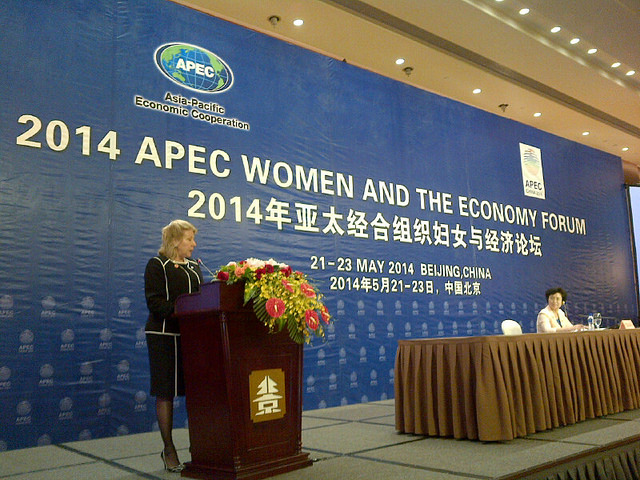 APEC
Asia-Pacific
Economic Cooperation
2014 APEC WOMEN AND THE ECONOMY FORUM
2014年亚太经合组织妇女与经济论坛
21-23 MAY 2014 BEIJING,CHINA
2014年5月21-23日，中国北京
APEC